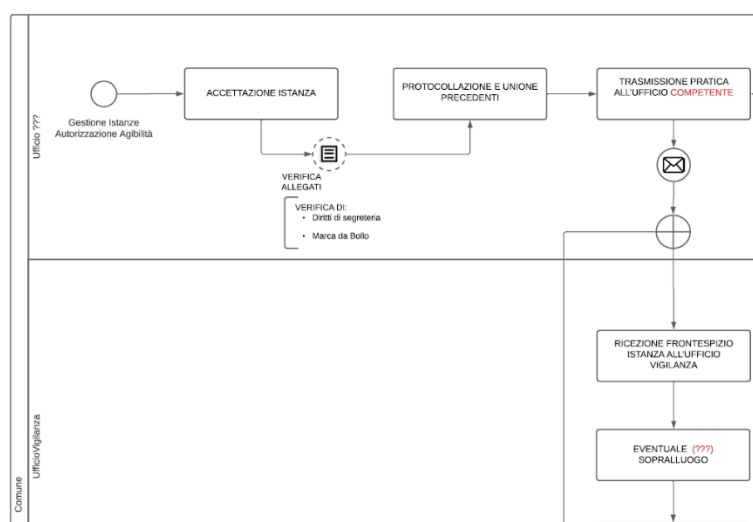 Comune
Ufficio ???
Gestione Istanze
Autorizzazione Agibilità
ACCETTAZIONE ISTANZA
VERIFICA
ALLEGATI
VERIFICA DI:
• Diritti di segreteria
• Marca da Bollo
PROTOCOLLAZIONE E UNIONE
PRECEDENTI
TRASMISSIONE PRATICA
ALL'UFFICIO COMPETENTE
UfficioVigilanza
RICEZIONE FRONTESPIZIO
ISTANZA ALL'UFFICIO
VIGILANZA
EVENTUALE (???)
SOPRALLUOGO